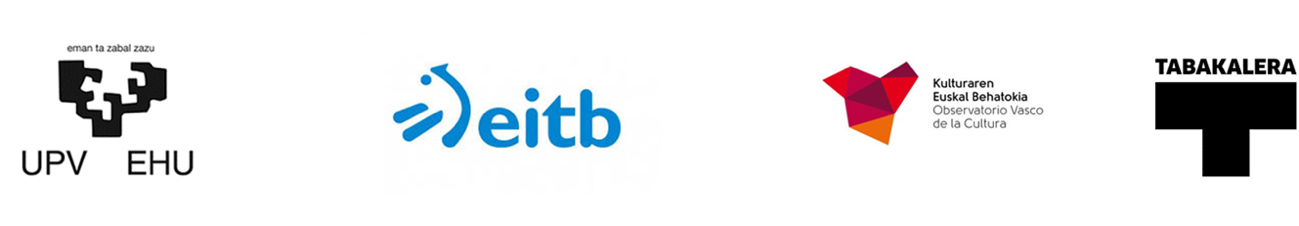 eman ta zabal zazu
UPV EHU
eitb
Kulturaren
Euskal Behatokia
Observatorio Vasco
de la Cultura
TABAKALERA